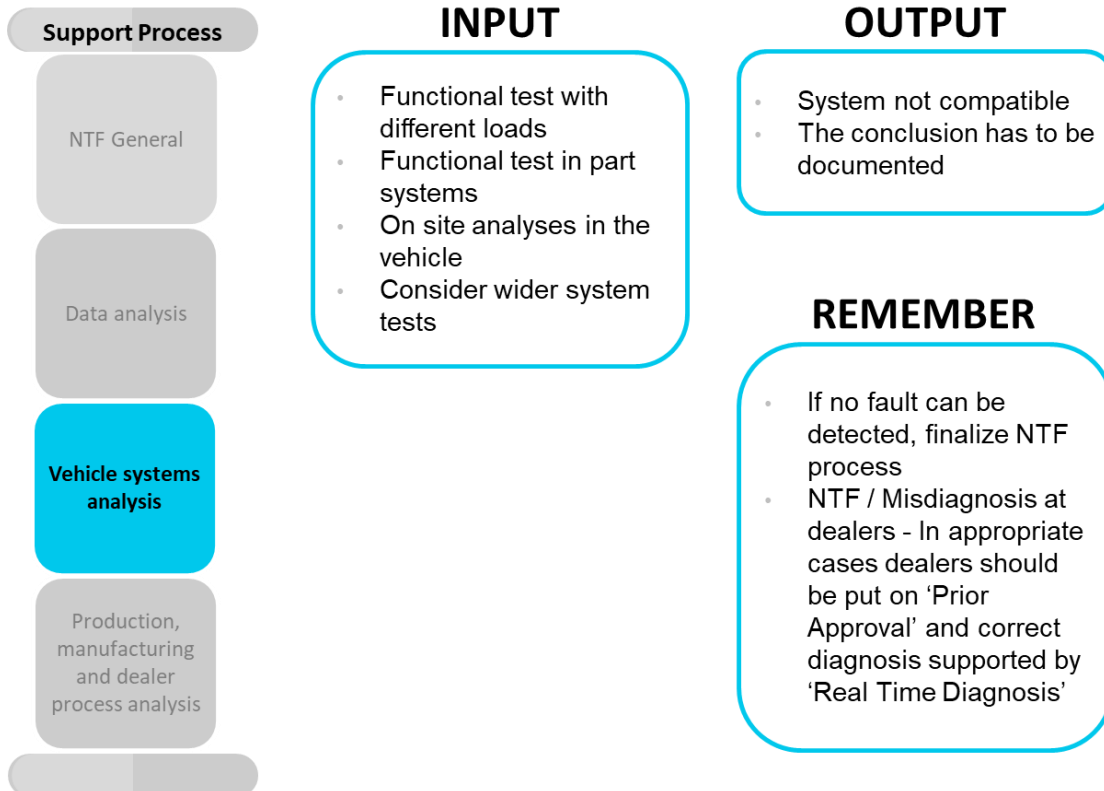 Support Process
NTF General
Data analysis
Vehicle systems
analysis
Production,
manufacturing
and dealer
process analysis
INPUT
• Functional test with
different loads
• Functional test in part
systems
• On site analyses in the
vehicle
• Consider wider system
tests
OUTPUT
• System not compatible
• The conclusion has to be
documented
REMEMBER
• If no fault can be
detected, finalize NTF
process
• NTF / Misdiagnosis at
dealers - In appropriate
cases dealers should
be put on ‘Prior
Approval’ and correct
diagnosis supported by
‘Real Time Diagnosis’